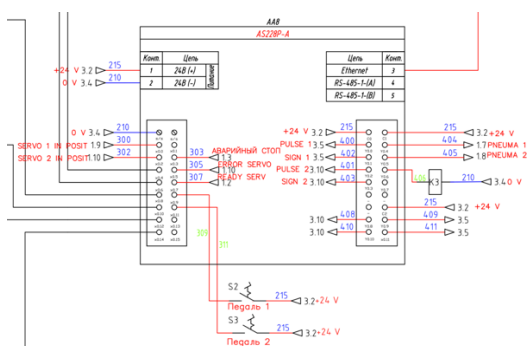 AA8
AS228P-A
Конт. Цепь
1 24В (+)
2 24В (-)
Питание
Цепь Конт.
Ethernet 3
RS-485-1-(A) 4
RS-485-1-(B) 5
+24 V 3.2 215
0 V 3.4 210
0 V 3.4 210
SERVO 1 IN POSIT 1.9 300
SERVO 2 IN POSIT 1.10 302
303 АВАРИЙНЫЙ СТОП
1.3
305 ERROR SERVO
1.10
307 READY SERV
1.2
309
311
+24 V 3.2 215
PULSE 1 3.5 400
SIGN 1 3.5 402
PULSE 2 3.10 401
SIGN 2 3.10 403
3.10 408
3.10 410
215 3.2 +24 V
404 1.7 PNEUMA 1
405 1.8 PNEUMA 2
406 K3 210 3.4 0 V
215 3.2 +24 V
409 3.5
411 3.5
S2 215 3.2 +24 V
Педаль 1
S3 215 3.2 +24 V
Педаль 2